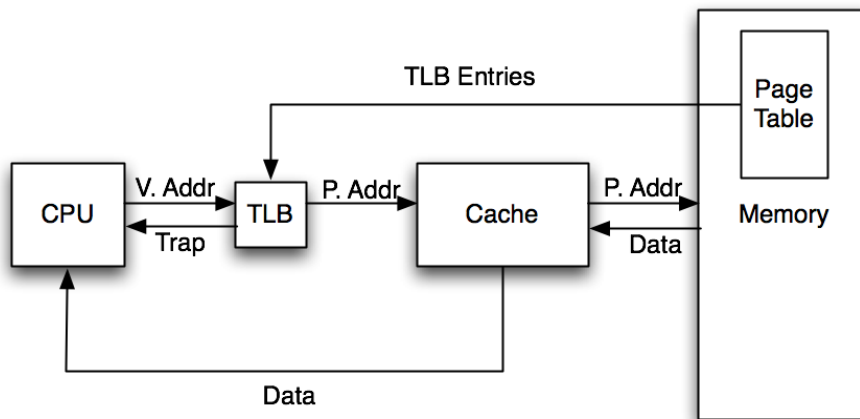 TLB Entries
Page
Table
V. Addr
P. Addr
P. Addr
CPU
TLB
Cache
Memory
Trap
Data
Data